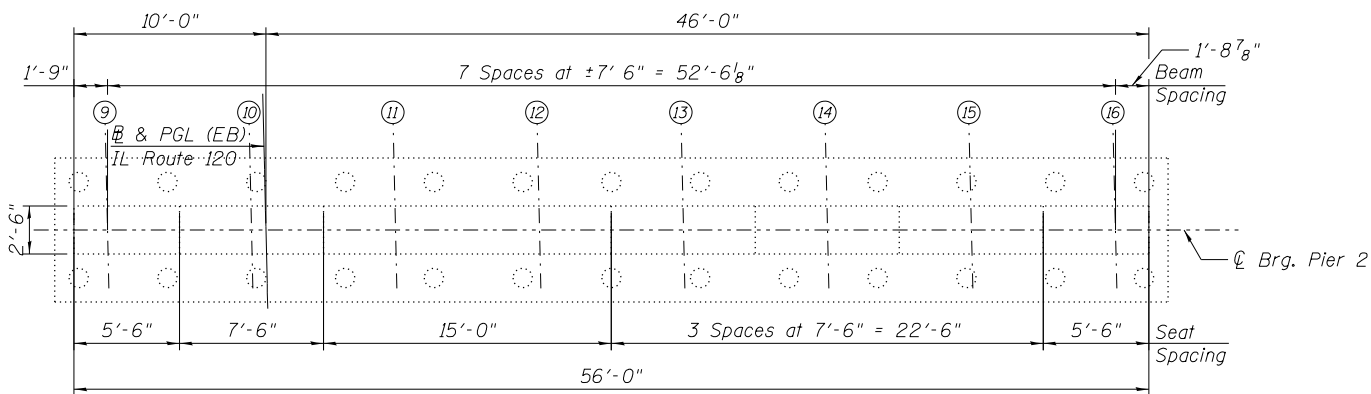 10'-0" 46'-0"
1'-8 7/8"
1'-9" 7 Spaces at ±7' 6" = 52'-6 1/8" Beam
Spacing
9 10 11 12 13 14 15 16
℄ & PGL (EB)
IL Route 120
2'-6"
℄ Brg. Pier 2
5'-6" 7'-6" 15'-0" 3 Spaces at 7'-6" = 22'-6" 5'-6" Seat
Spacing
56'-0"